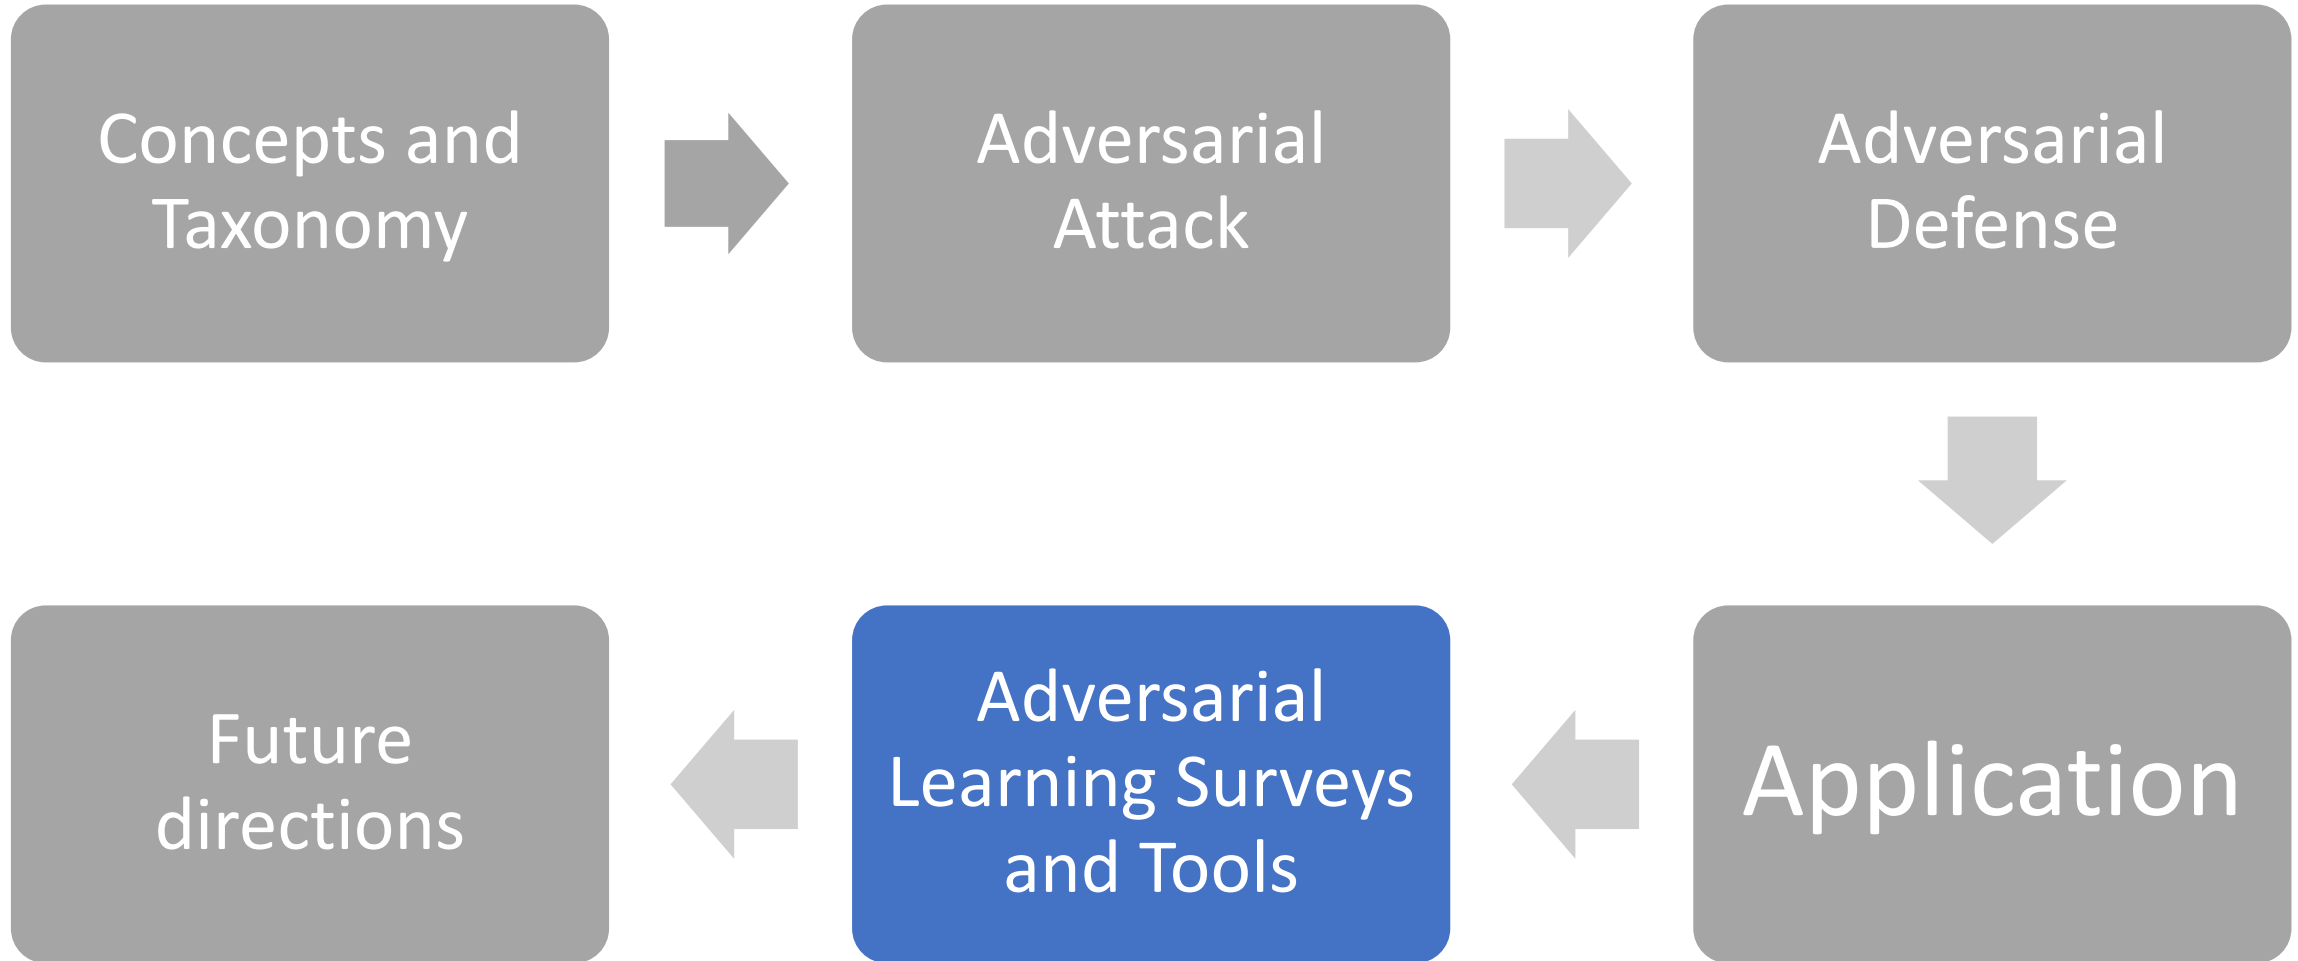 Concepts and
Taxonomy
Adversarial
Attack
Adversarial
Defense
Application
Adversarial
Learning Surveys
and Tools
Future
directions